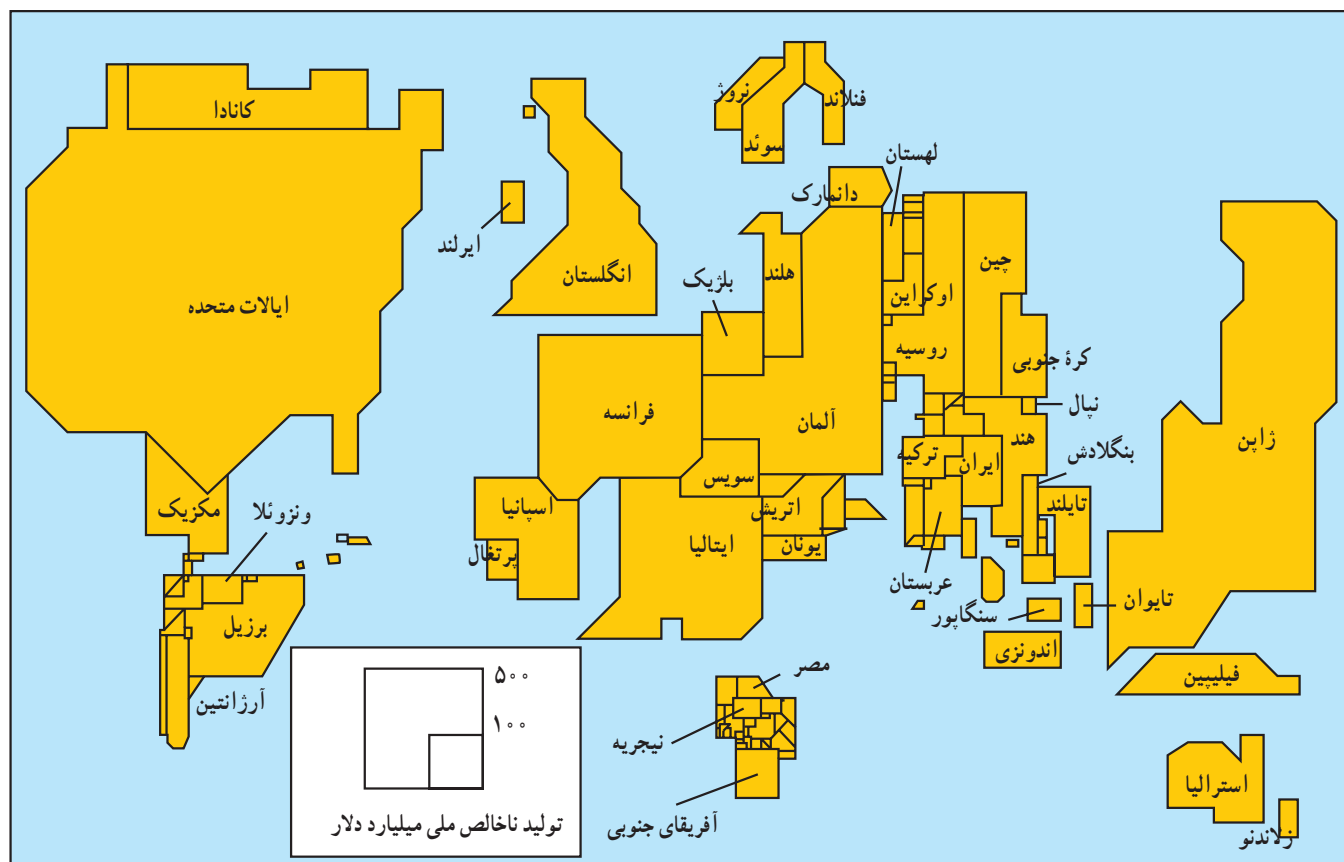 کانادا
ایالات متحده
مکزیک
ونزوئلا
برزیل
آرژانتین
ایرلند
انگلستان
نروژ
سوئد
فنلاند
دانمارک
لهستان
هلند
بلژیک
فرانسه
آلمان
سویس
اتریش
اسپانیا
پرتغال
ایتالیا
یونان
اوکراین
روسیه
چین
کرهٔ جنوبی
نپال
هند
بنگلادش
ترکیه
ایران
تایلند
عربستان
سنگاپور
تایوان
اندونزی
ژاپن
فیلیپین
استرالیا
زلاندنو
مصر
نیجریه
آفریقای جنوبی
۵۰۰
۱۰۰
تولید ناخالص ملی میلیارد دلار